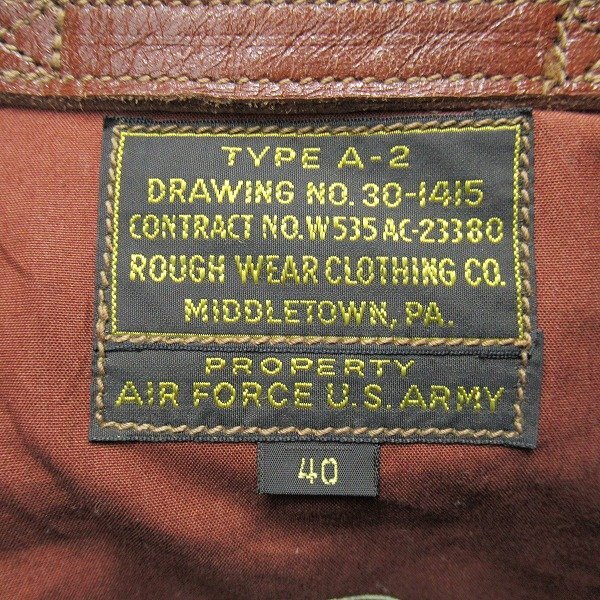 TYPE A-2
DRAWING NO. 30-1415
CONTRACT NO. W535 AC-23380
ROUGH WEAR CLOTHING CO.
MIDDLETOWN, PA.
PROPERTY
AIR FORCE U.S. ARMY
40